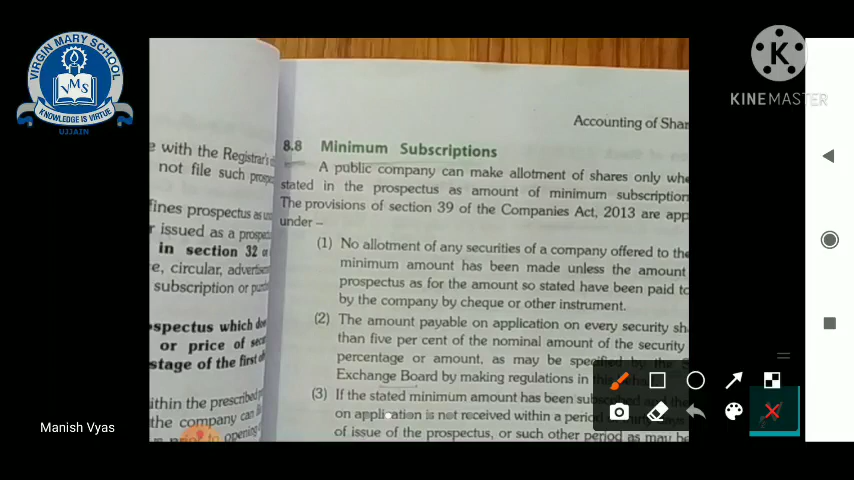 VIRGIN MARY SCHOOL
VMS
KNOWLEDGE IS VIRTUE
UJJAIN
K
KINEMASTER
Manish Vyas
e with the Registrar's
not file such
fines prospectus as
r issued as a
in section 32
e, circular,
subscription or
spectus which
or price of
stage of the first
ithin the prescribed
the company can
to opening
Accounting of
8.8 Minimum Subscriptions
A public company can make allotment of shares only
stated in the prospectus as amount of minimum subscription
The provisions of section 39 of the Companies Act, 2013 are
under –
(1) No allotment of any securities of a company offered to the
minimum amount has been made unless the amount
prospectus as for the amount so stated have been paid to
by the company by cheque or other instrument.
(2) The amount payable on application on every security
than five per cent of the nominal amount of the security
percentage or amount, as may be specified by the
Exchange Board by making regulations in
(3) If the stated minimum amount has been
on application is not received within a period
of issue of the prospectus, or such other period as may be